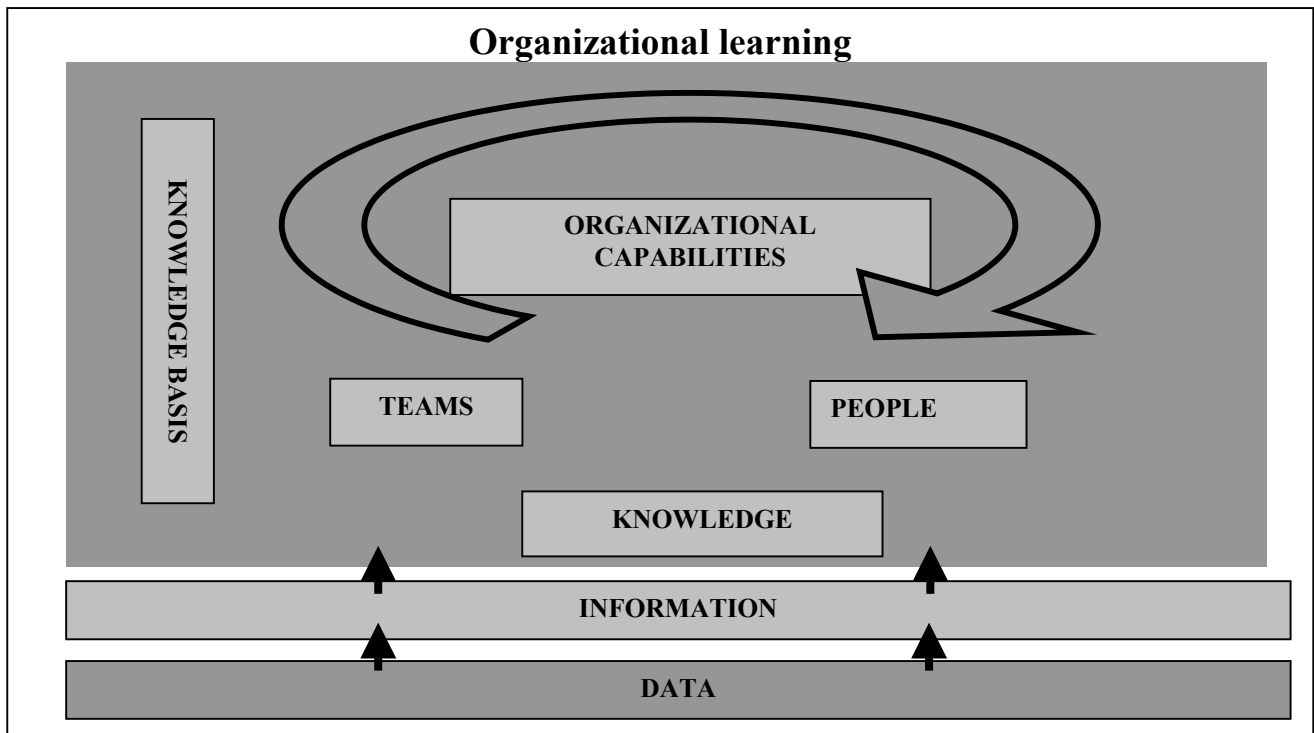 Organizational learning
KNOWLEDGE BASIS
ORGANIZATIONAL
CAPABILITIES
TEAMS
PEOPLE
KNOWLEDGE
INFORMATION
DATA